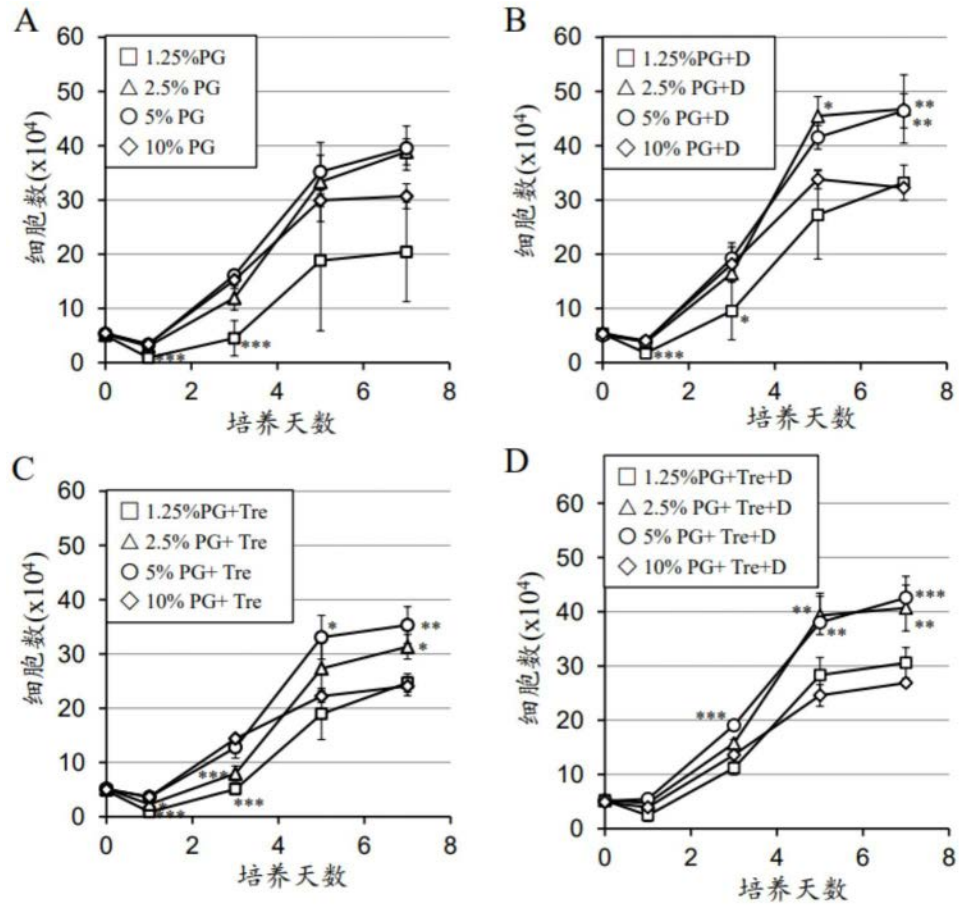 A
60
50
40
30
20
10
0
细胞数(x10⁴)
1.25%PG
2.5% PG
5% PG
10% PG
***
***
0 2 4 6 8
培养天数
B
60
50
40
30
20
10
0
细胞数(x10⁴)
1.25%PG+D
2.5% PG+D
5% PG+D
10% PG+D
*
**
**
*
***
0 2 4 6 8
培养天数
C
60
50
40
30
20
10
0
细胞数(x10⁴)
1.25%PG+Tre
2.5% PG+ Tre
5% PG+ Tre
10% PG+ Tre
*
**
*
***
***
*
***
0 2 4 6 8
培养天数
D
60
50
40
30
20
10
0
细胞数(x10⁴)
1.25%PG+Tre+D
2.5% PG+ Tre+D
5% PG+ Tre+D
10% PG+ Tre+D
**
***
**
**
***
0 2 4 6 8
培养天数